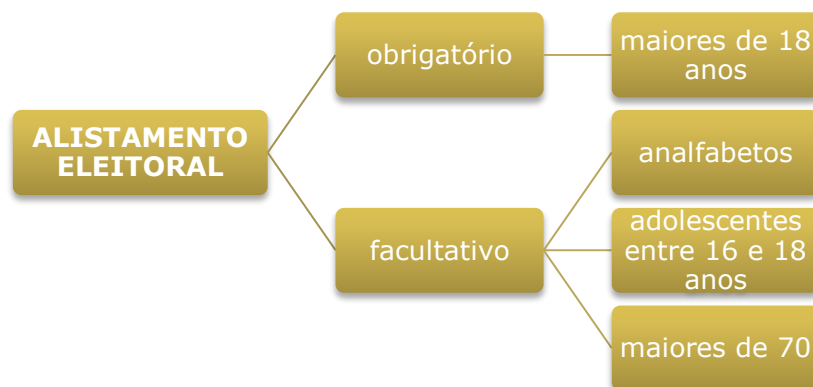 ALISTAMENTO
ELEITORAL
obrigatório
maiores de 18
anos
facultativo
analfabetos
adolescentes
entre 16 e 18
anos
maiores de 70